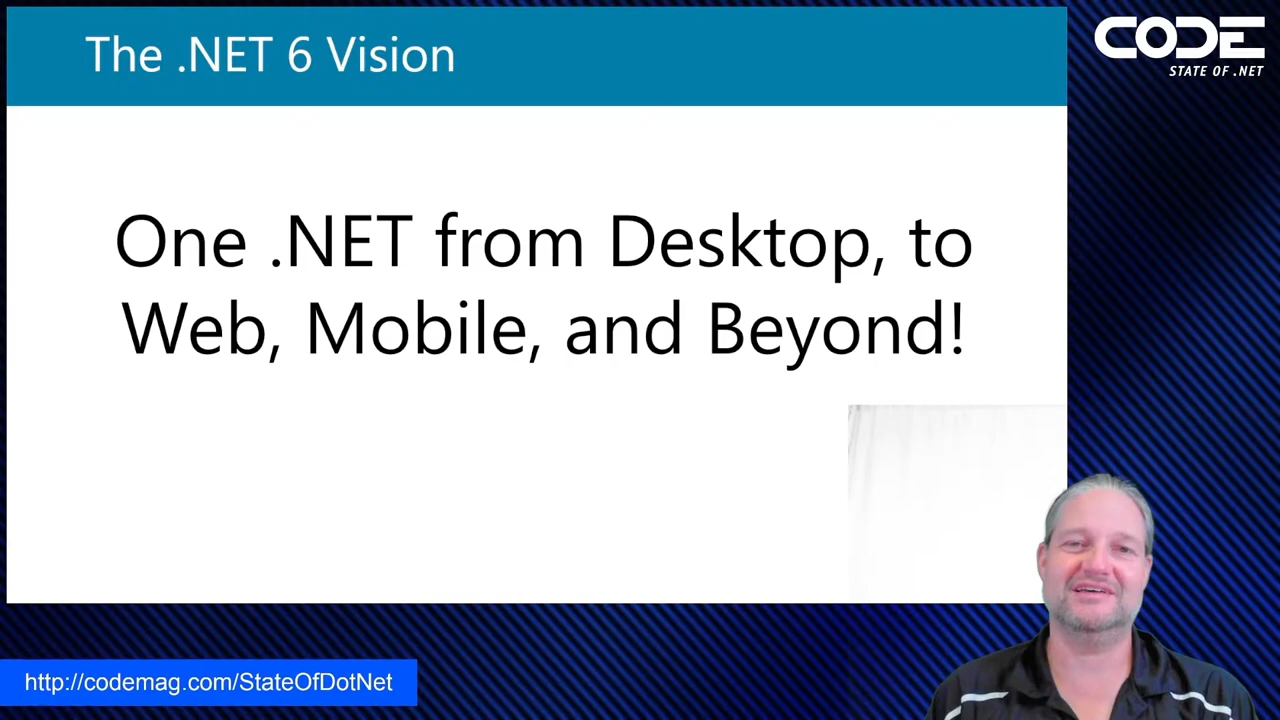 The .NET 6 Vision
CODE
STATE OF .NET
One .NET from Desktop, to
Web, Mobile, and Beyond!
http://codemag.com/StateOfDotNet